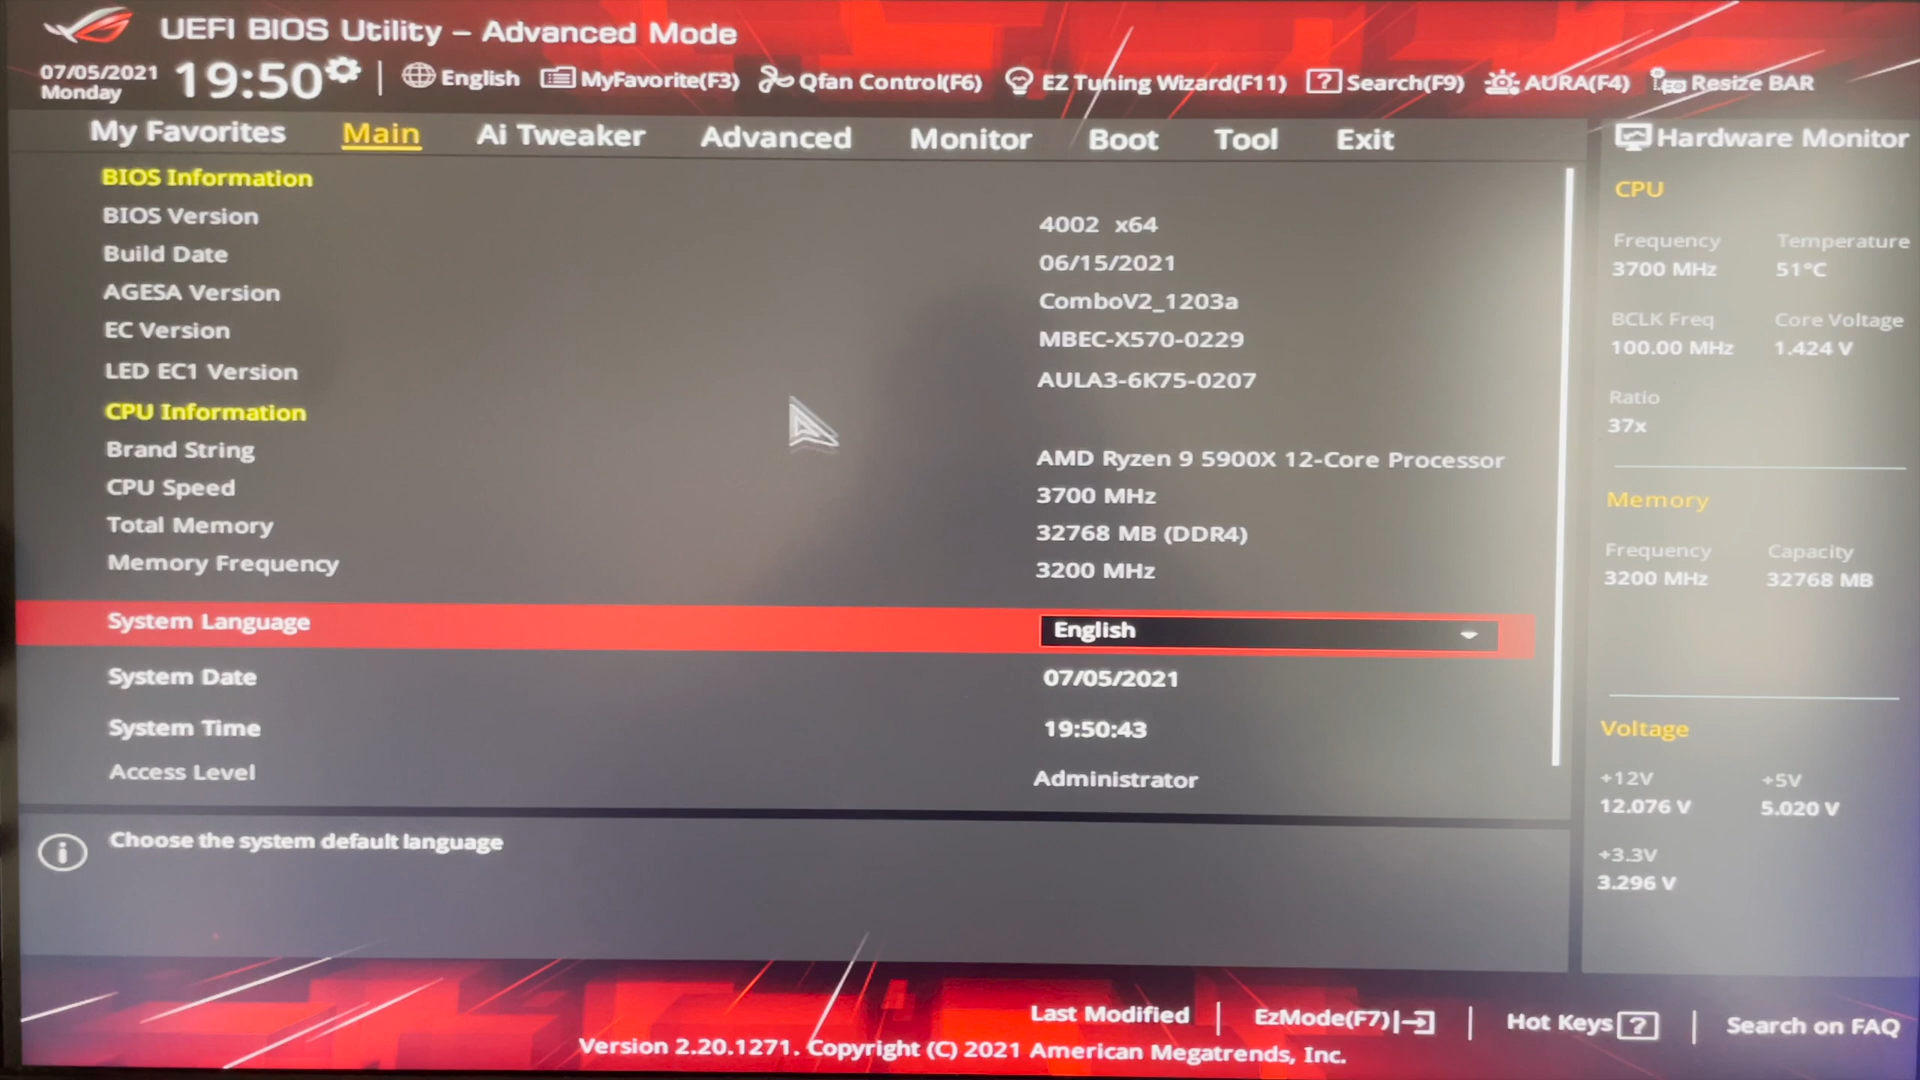 UEFI BIOS Utility – Advanced Mode
07/05/2021
Monday
19:50
English
MyFavorite(F3)
Qfan Control(F6)
EZ Tuning Wizard(F11)
? Search(F9)
AURA(F4)
Resize BAR
My Favorites
Main
Ai Tweaker
Advanced
Monitor
Boot
Tool
Exit
BIOS Information
BIOS Version 4002 x64
Build Date 06/15/2021
AGESA Version ComboV2_1203a
EC Version MBEC-X570-0229
LED EC1 Version AULA3-6K75-0207
CPU Information
Brand String AMD Ryzen 9 5900X 12-Core Processor
CPU Speed 3700 MHz
Total Memory 32768 MB (DDR4)
Memory Frequency 3200 MHz
System Language English
System Date 07/05/2021
System Time 19:50:43
Access Level Administrator
i Choose the system default language
Hardware Monitor
CPU
Frequency Temperature
3700 MHz 51°C
BCLK Freq Core Voltage
100.00 MHz 1.424 V
Ratio
37x
Memory
Frequency Capacity
3200 MHz 32768 MB
Voltage
+12V +5V
12.076 V 5.020 V
+3.3V
3.296 V
Last Modified
EzMode(F7)
Hot Keys ?
Search on FAQ
Version 2.20.1271. Copyright (C) 2021 American Megatrends, Inc.